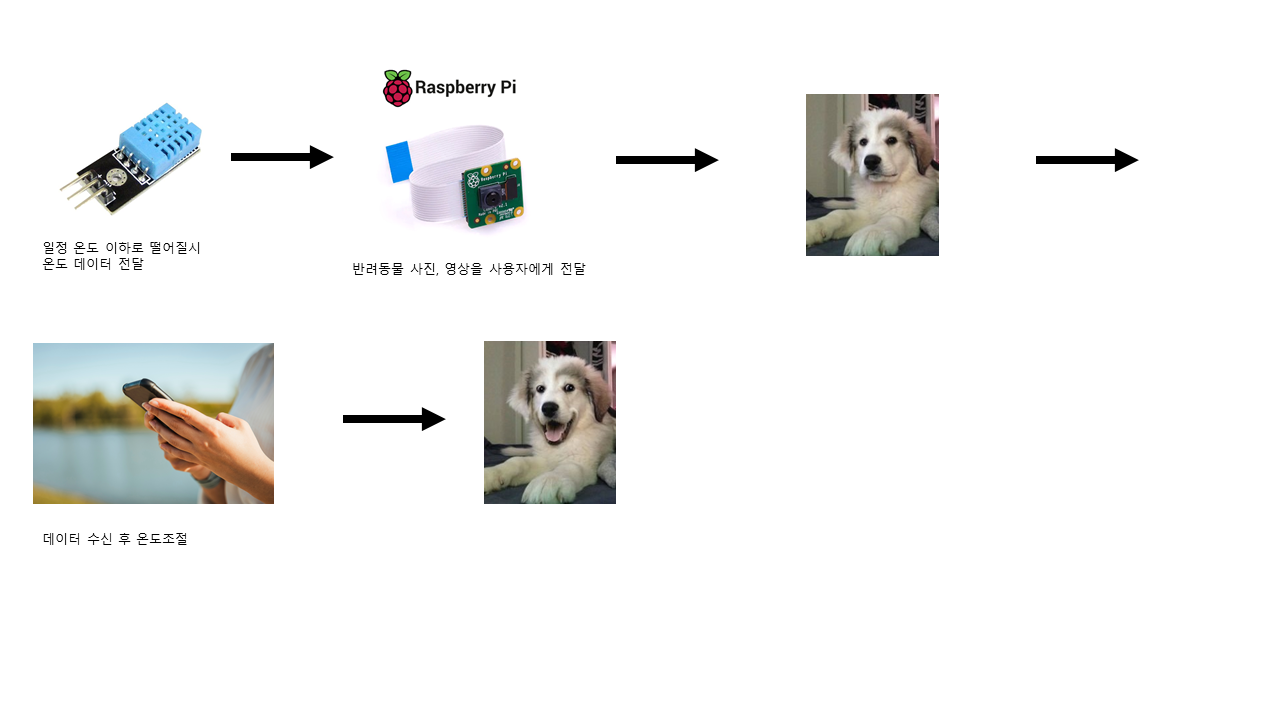 Raspberry Pi
일정 온도 이하로 떨어질시
온도 데이터 전달
반려동물 사진, 영상을 사용자에게 전달
데이터 수신 후 온도조절